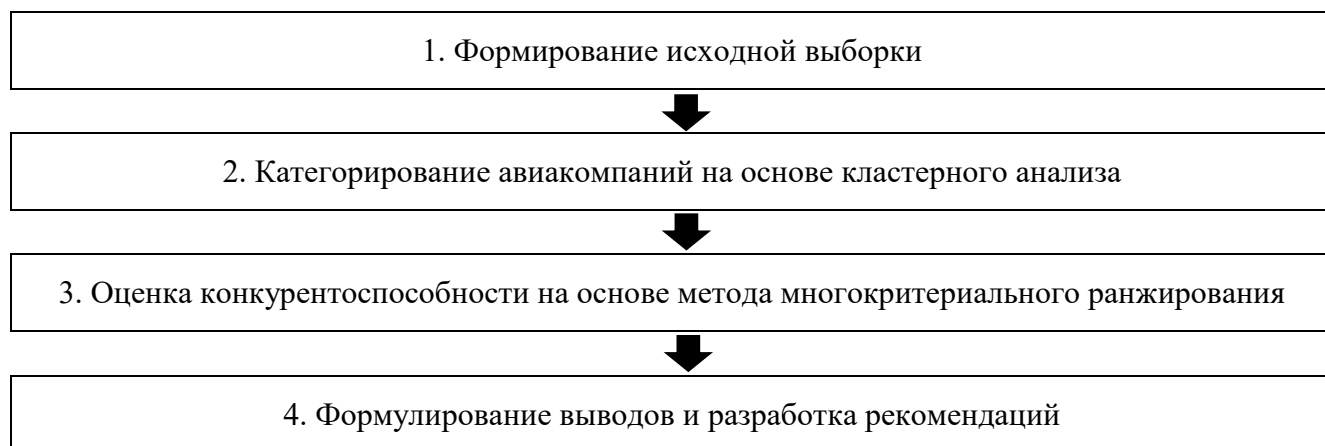 1. Формирование исходной выборки
2. Категорирование авиакомпаний на основе кластерного анализа
3. Оценка конкурентоспособности на основе метода многокритериального ранжирования
4. Формулирование выводов и разработка рекомендаций